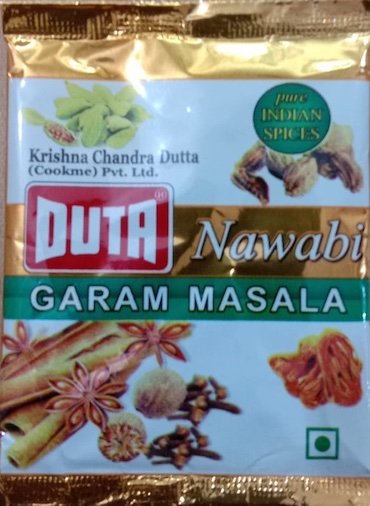 pure
INDIAN
SPICES
Krishna Chandra Dutta
(Cookme) Pvt. Ltd.
DUTA®
Nawabi
GARAM MASALA